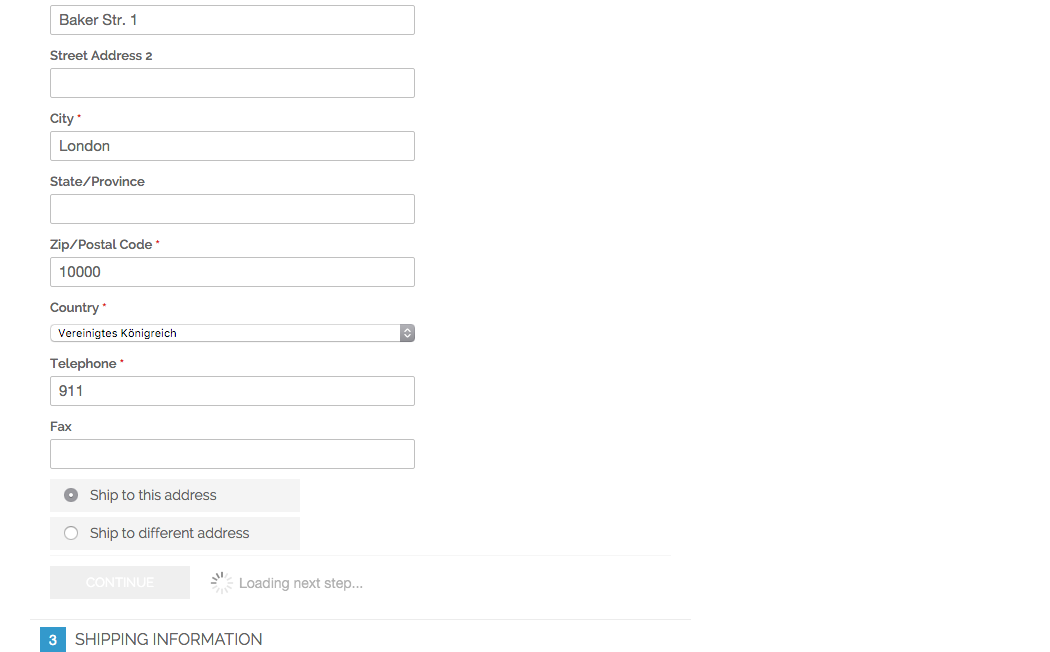 Baker Str. 1
Street Address 2
City *
London
State/Province
Zip/Postal Code *
10000
Country *
Vereinigtes Königreich
Telephone *
911
Fax
Ship to this address
Ship to different address
CONTINUE Loading next step...
3 SHIPPING INFORMATION